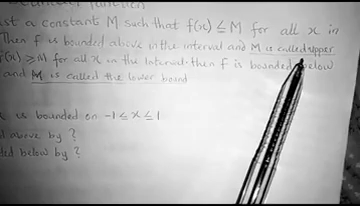 function
st a constant M such that f(x) ≤ M for all x in
Then f is bounded above in the interval and M is called upper
f(x) ≥ M for all x in the Interval. then f is bounded below
and M is called the lower bound
is bounded on -1 ≤ x ≤ 1
above by ?
ded below by ?